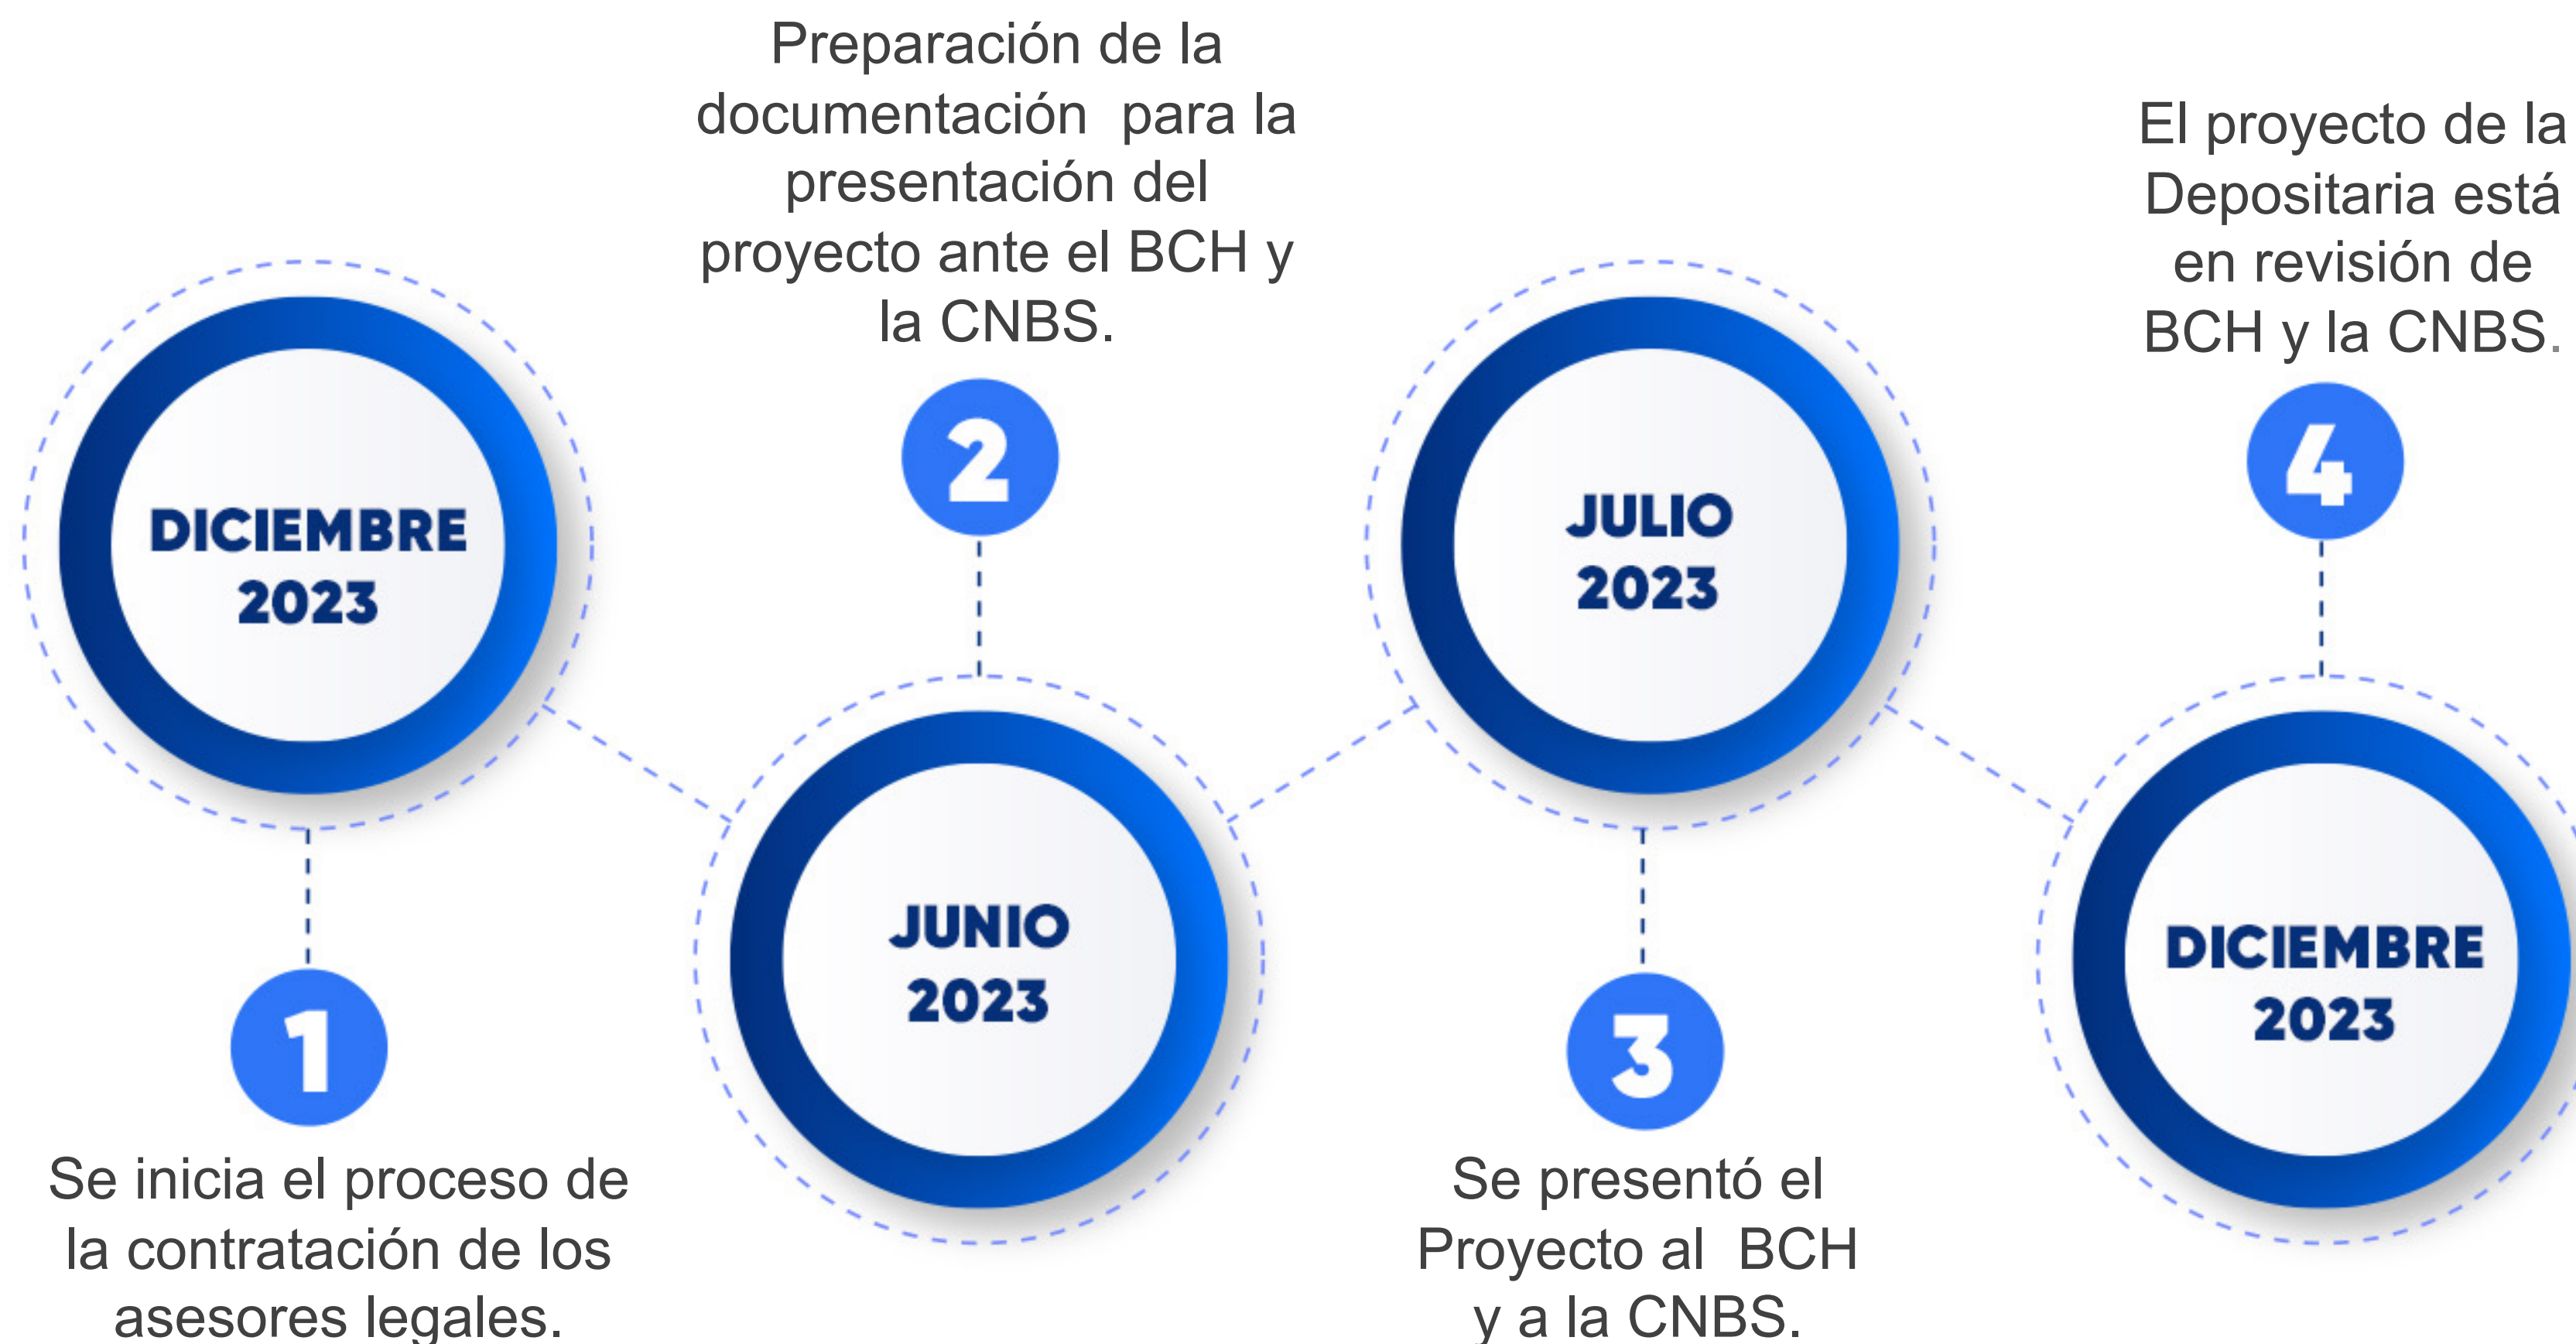 DICIEMBRE
2023
1
Se inicia el proceso de
la contratación de los
asesores legales.
Preparación de la
documentación  para la
presentación del
proyecto ante el BCH y
la CNBS.
2
JUNIO
2023
JULIO
2023
3
Se presentó el
Proyecto al  BCH
y a la CNBS.
El proyecto de la
Depositaria está
en revisión de
BCH y la CNBS.
4
DICIEMBRE
2023